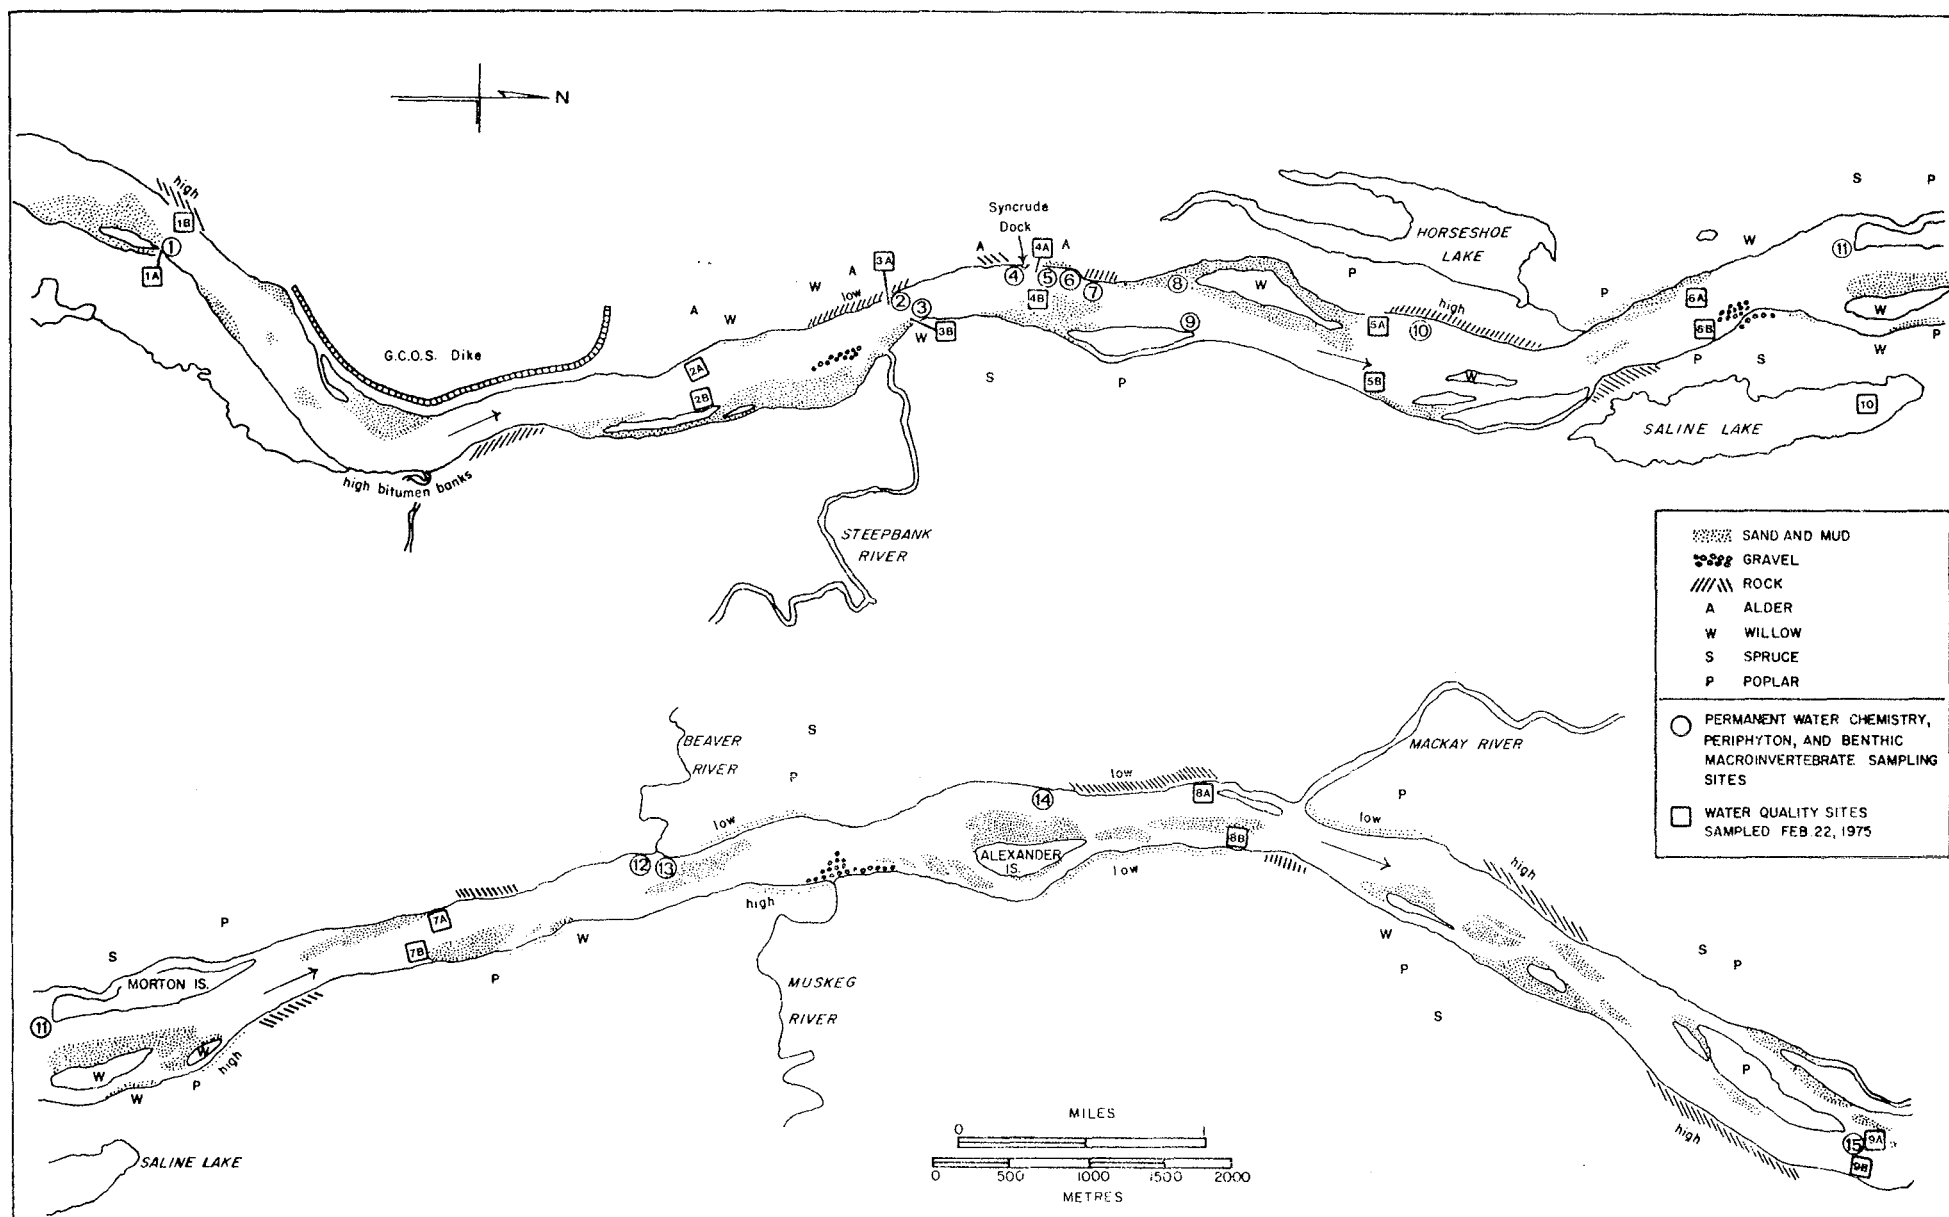 N
high
1B
1
1A
G.C.O.S. Dike
high bitumen banks
A
W
2A
2B
W
A
low
3A
2
3
3B
W
STEEPBANK
RIVER
A
Syncrude
Dock
4A
A
4
5
6
7
4B
8
W
9
S
P
HORSESHOE
LAKE
P
5A
10
high
5B
W
P
W
6A
6B
P
S
S
P
11
W
W
P
10
SALINE LAKE
SAND AND MUD
GRAVEL
ROCK
A ALDER
W WILLOW
S SPRUCE
P POPLAR
PERMANENT WATER CHEMISTRY,
PERIPHYTON, AND BENTHIC
MACROINVERTEBRATE SAMPLING
SITES
WATER QUALITY SITES
SAMPLED FEB. 22, 1975
S
P
MORTON IS.
11
W
W
W
P
high
SALINE LAKE
7A
7B
P
W
BEAVER
RIVER
S
P
low
12
13
high
MUSKEG
RIVER
14
ALEXANDER
IS.
low
8A
8B
low
MACKAY RIVER
P
low
high
W
P
S
S
P
P
high
15
9A
9B
MILES
0 1
0 500 1000 1500 2000
METRES